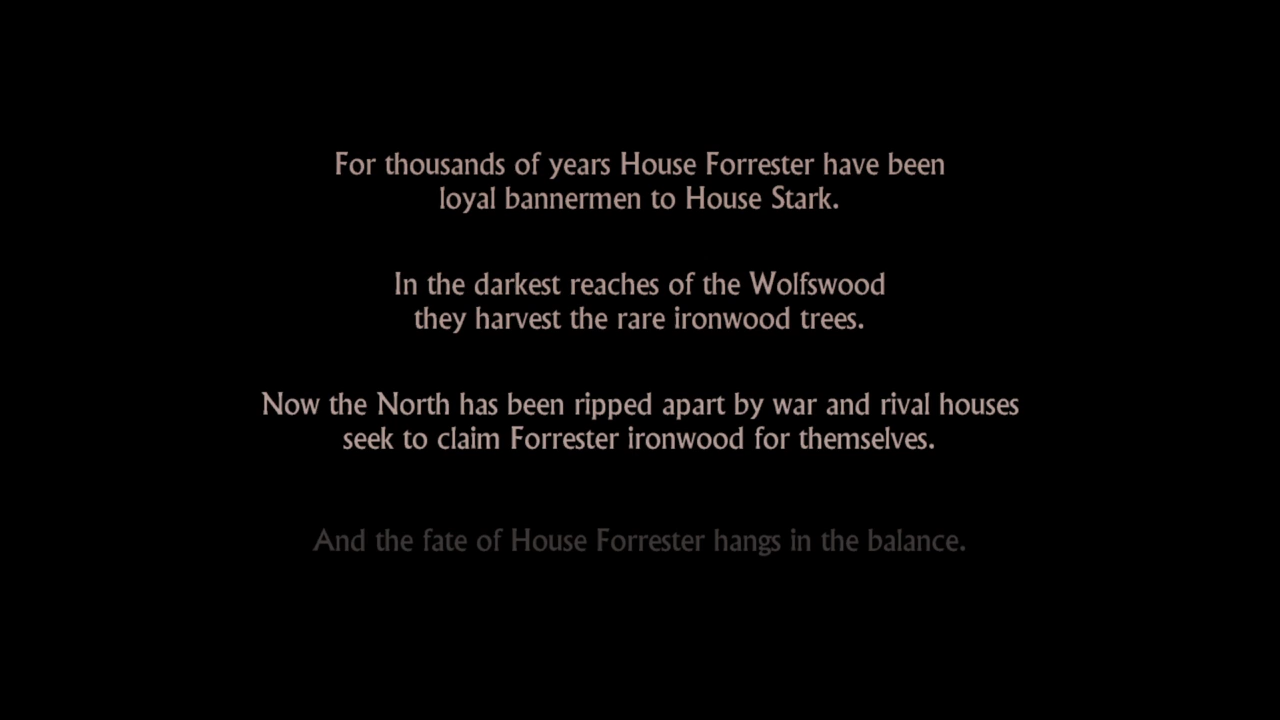 For thousands of years House Forrester have been
loyal bannermen to House Stark.
In the darkest reaches of the Wolfswood
they harvest the rare ironwood trees.
Now the North has been ripped apart by war and rival houses
seek to claim Forrester ironwood for themselves.
And the fate of House Forrester hangs in the balance.